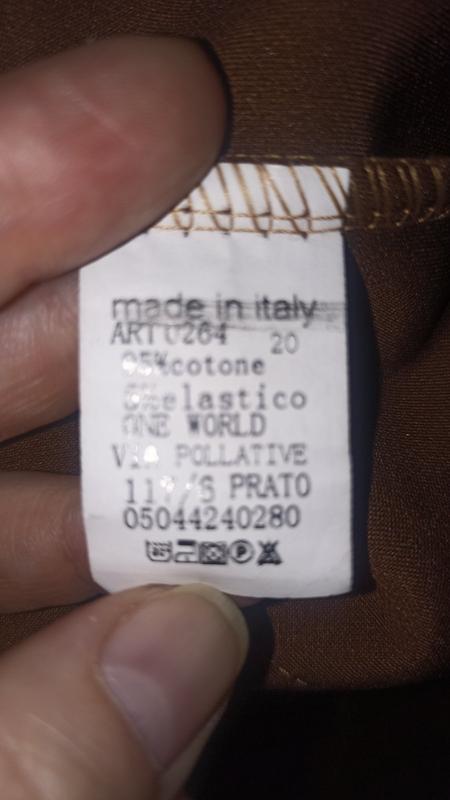 made in italy
ART 0264 20
95%cotone
5%elastico
ONE WORLD
VIA POLLATIVE
PRATO
05044240280